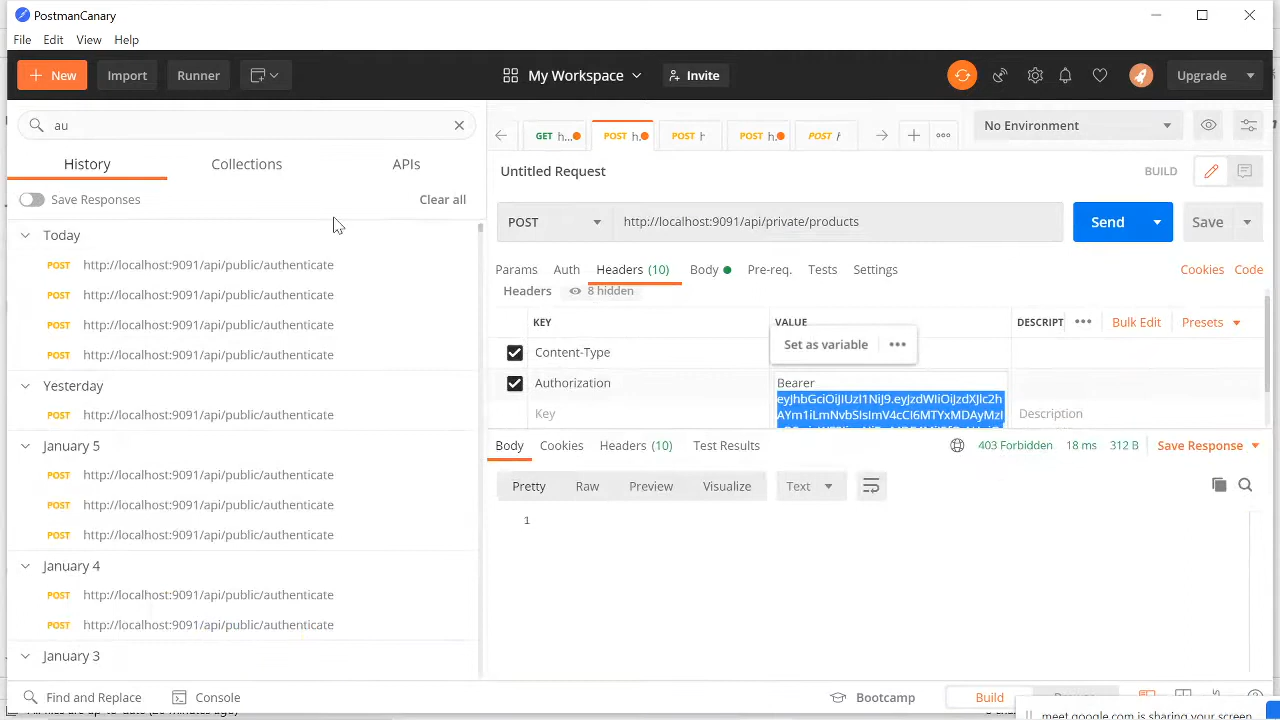 PostmanCanary
File Edit View Help
New Import Runner My Workspace Invite Upgrade
au
No Environment
GET h... POST h. POST h POST h. POST
History Collections APIs
Untitled Request BUILD
Save Responses Clear all
POST http://localhost:9091/api/private/products Send Save
Today
POST http://localhost:9091/api/public/authenticate
POST http://localhost:9091/api/public/authenticate
POST http://localhost:9091/api/public/authenticate
POST http://localhost:9091/api/public/authenticate
Yesterday
POST http://localhost:9091/api/public/authenticate
January 5
POST http://localhost:9091/api/public/authenticate
POST http://localhost:9091/api/public/authenticate
POST http://localhost:9091/api/public/authenticate
January 4
POST http://localhost:9091/api/public/authenticate
POST http://localhost:9091/api/public/authenticate
January 3
Params Auth Headers (10) Body Pre-req. Tests Settings Cookies Code
Headers 8 hidden
KEY VALUE DESCRIPT Bulk Edit Presets
Set as variable
Content-Type
Authorization Bearer
Key Description
Body Cookies Headers (10) Test Results 403 Forbidden 18 ms 312 B Save Response
Pretty Raw Preview Visualize Text
1
Find and Replace Console Bootcamp Build
meet.google.com is sharing your screen